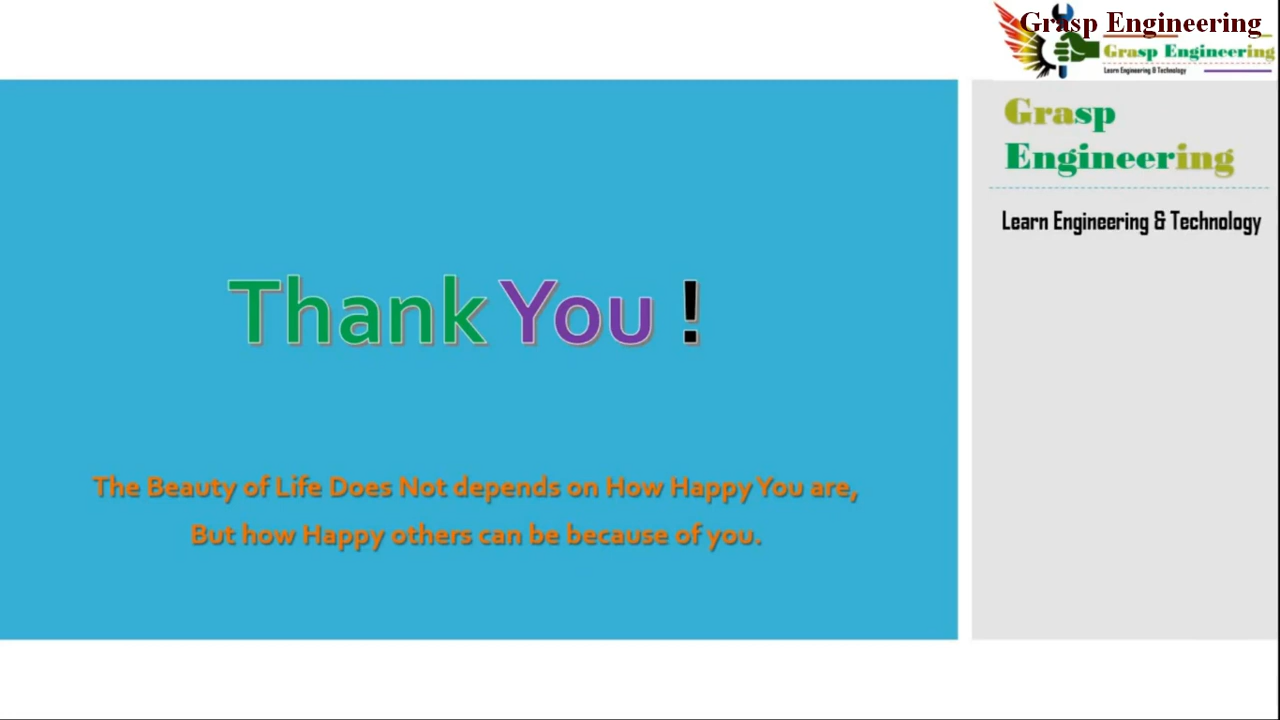 Grasp Engineering
Grasp Engineering
Learn Engineering & Technology
Grasp
Engineering
Learn Engineering & Technology
Thank You !
The Beauty of Life Does Not depends on How Happy You are,
But how Happy others can be because of you.